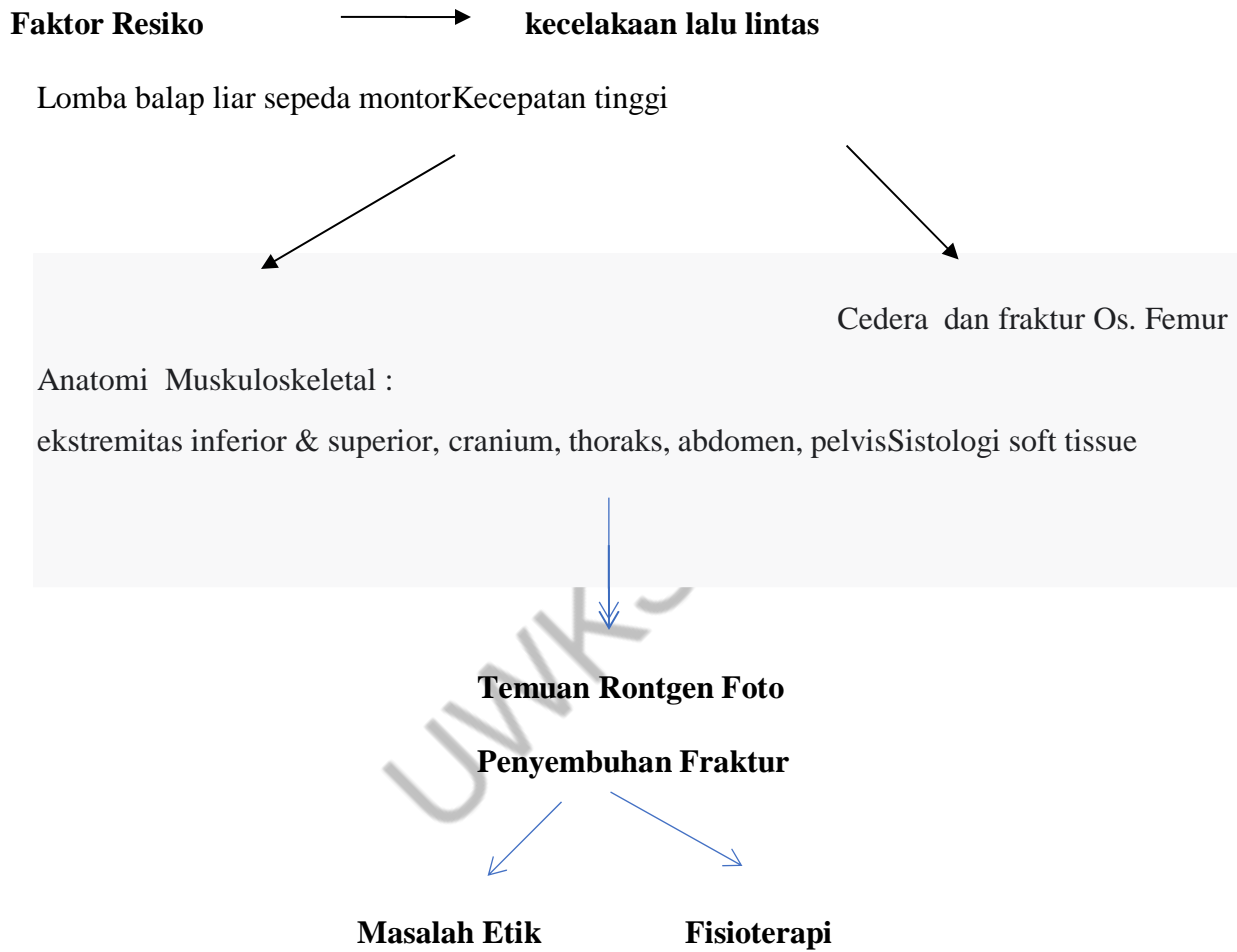 Faktor Resiko kecelakaan lalu lintas
Lomba balap liar sepeda montorKecepatan tinggi
Cedera dan fraktur Os. Femur
Anatomi Muskuloskeletal :
ekstremitas inferior & superior, cranium, thoraks, abdomen, pelvisSistologi soft tissue
Temuan Rontgen Foto
Penyembuhan Fraktur
Masalah Etik Fisioterapi